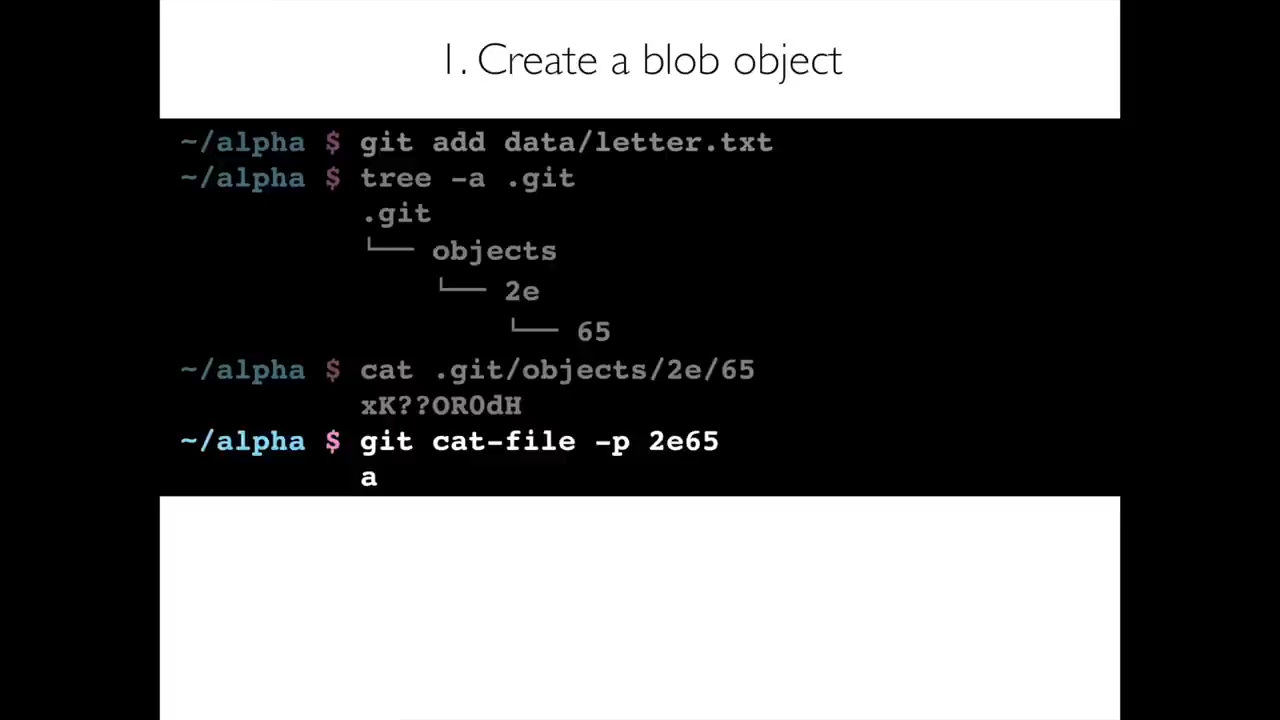 1. Create a blob object
~/alpha $ git add data/letter.txt
~/alpha $ tree -a .git
.git
└── objects
└── 2e
└── 65
~/alpha $ cat .git/objects/2e/65
xK??OR0dH
~/alpha $ git cat-file -p 2e65
a